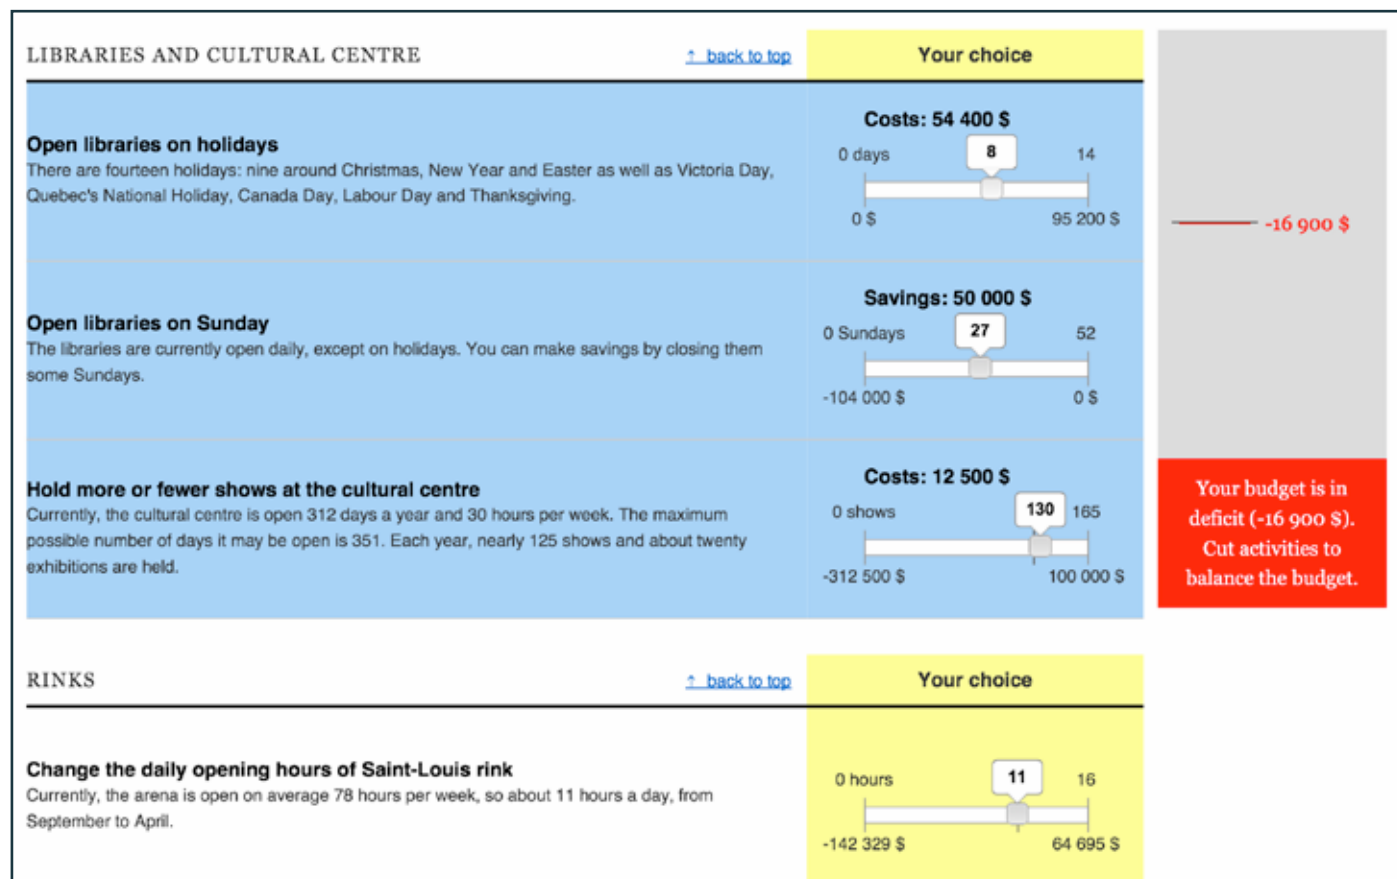 LIBRARIES AND CULTURAL CENTRE
↑ back to top
Your choice
Open libraries on holidays
There are fourteen holidays: nine around Christmas, New Year and Easter as well as Victoria Day,
Quebec's National Holiday, Canada Day, Labour Day and Thanksgiving.
Costs: 54 400 $
0 days
8
14
0 $
95 200 $
-16 900 $
Open libraries on Sunday
The libraries are currently open daily, except on holidays. You can make savings by closing them
some Sundays.
Savings: 50 000 $
0 Sundays
27
52
-104 000 $
0 $
Hold more or fewer shows at the cultural centre
Currently, the cultural centre is open 312 days a year and 30 hours per week. The maximum
possible number of days it may be open is 351. Each year, nearly 125 shows and about twenty
exhibitions are held.
Costs: 12 500 $
0 shows
130
165
-312 500 $
100 000 $
Your budget is in
deficit (-16 900 $).
Cut activities to
balance the budget.
RINKS
↑ back to top
Your choice
Change the daily opening hours of Saint-Louis rink
Currently, the arena is open on average 78 hours per week, so about 11 hours a day, from
September to April.
0 hours
11
16
-142 329 $
64 695 $